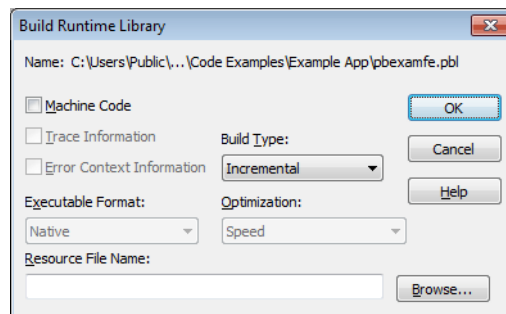 Build Runtime Library
Name: C:\Users\Public\...\Code Examples\Example App\pbexamfe.pbl
Machine Code
OK
Trace Information
Build Type:
Cancel
Error Context Information
Incremental
Help
Executable Format:
Optimization:
Native
Speed
Resource File Name:
Browse...